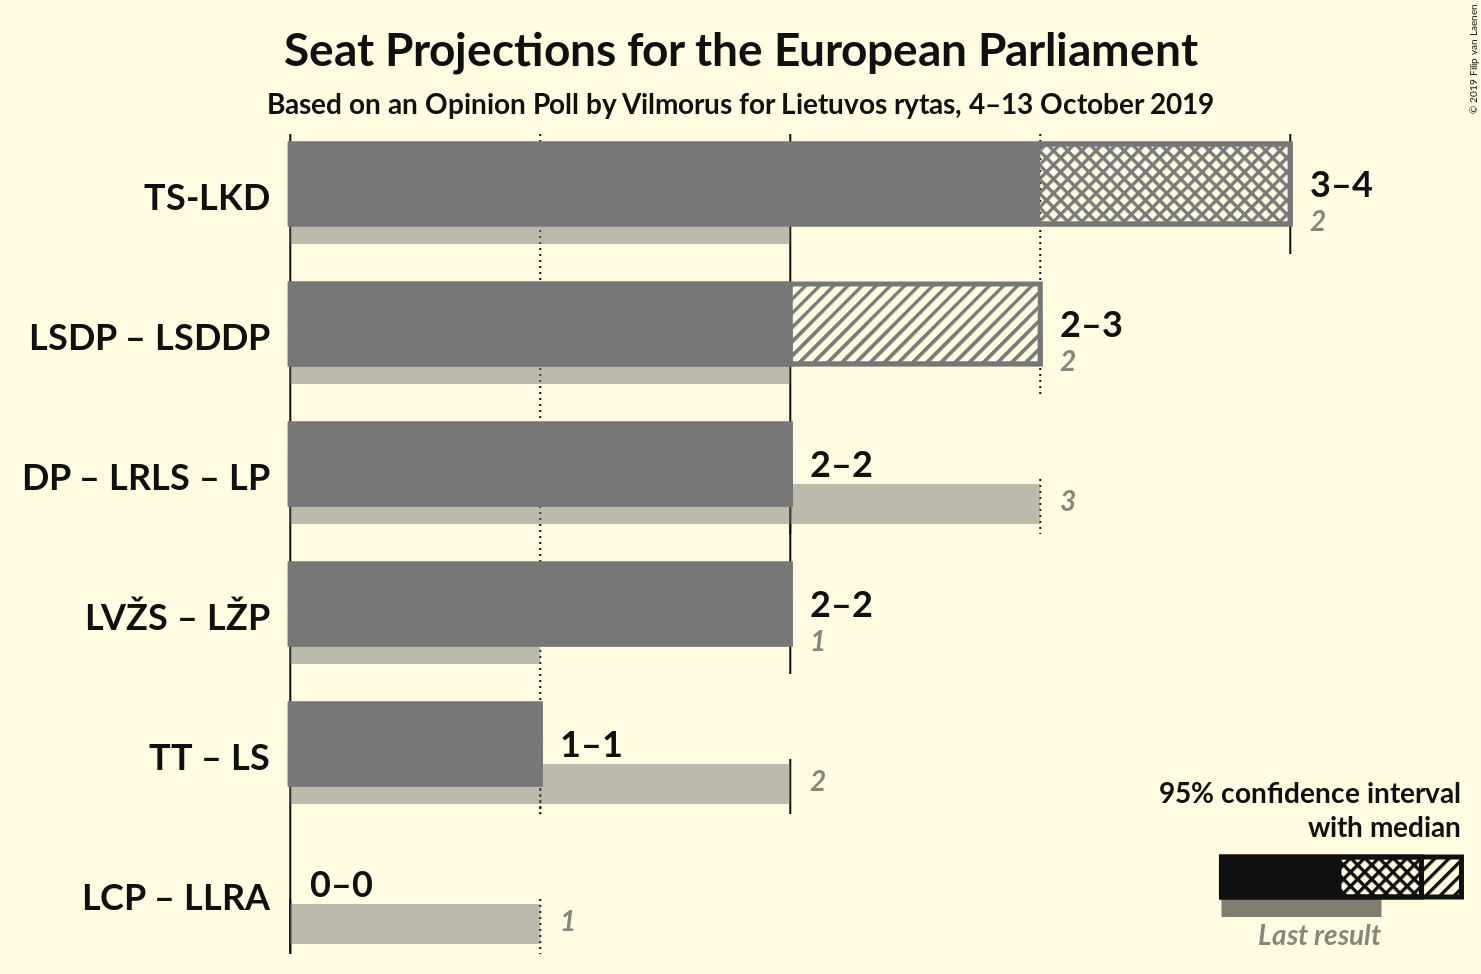 Seat Projections for the European Parliament
Based on an Opinion Poll by Vilmorus for Lietuvos rytas, 4–13 October 2019
© 2019 Filip van Laenen
TS-LKD
3–4
2
LSDP – LSDDP
2–3
2
DP – LRLS – LP
2–2
3
LVŽS – LŽP
2–2
1
TT – LS
1–1
2
LCP – LLRA
0–0
1
95% confidence interval
with median
Last result